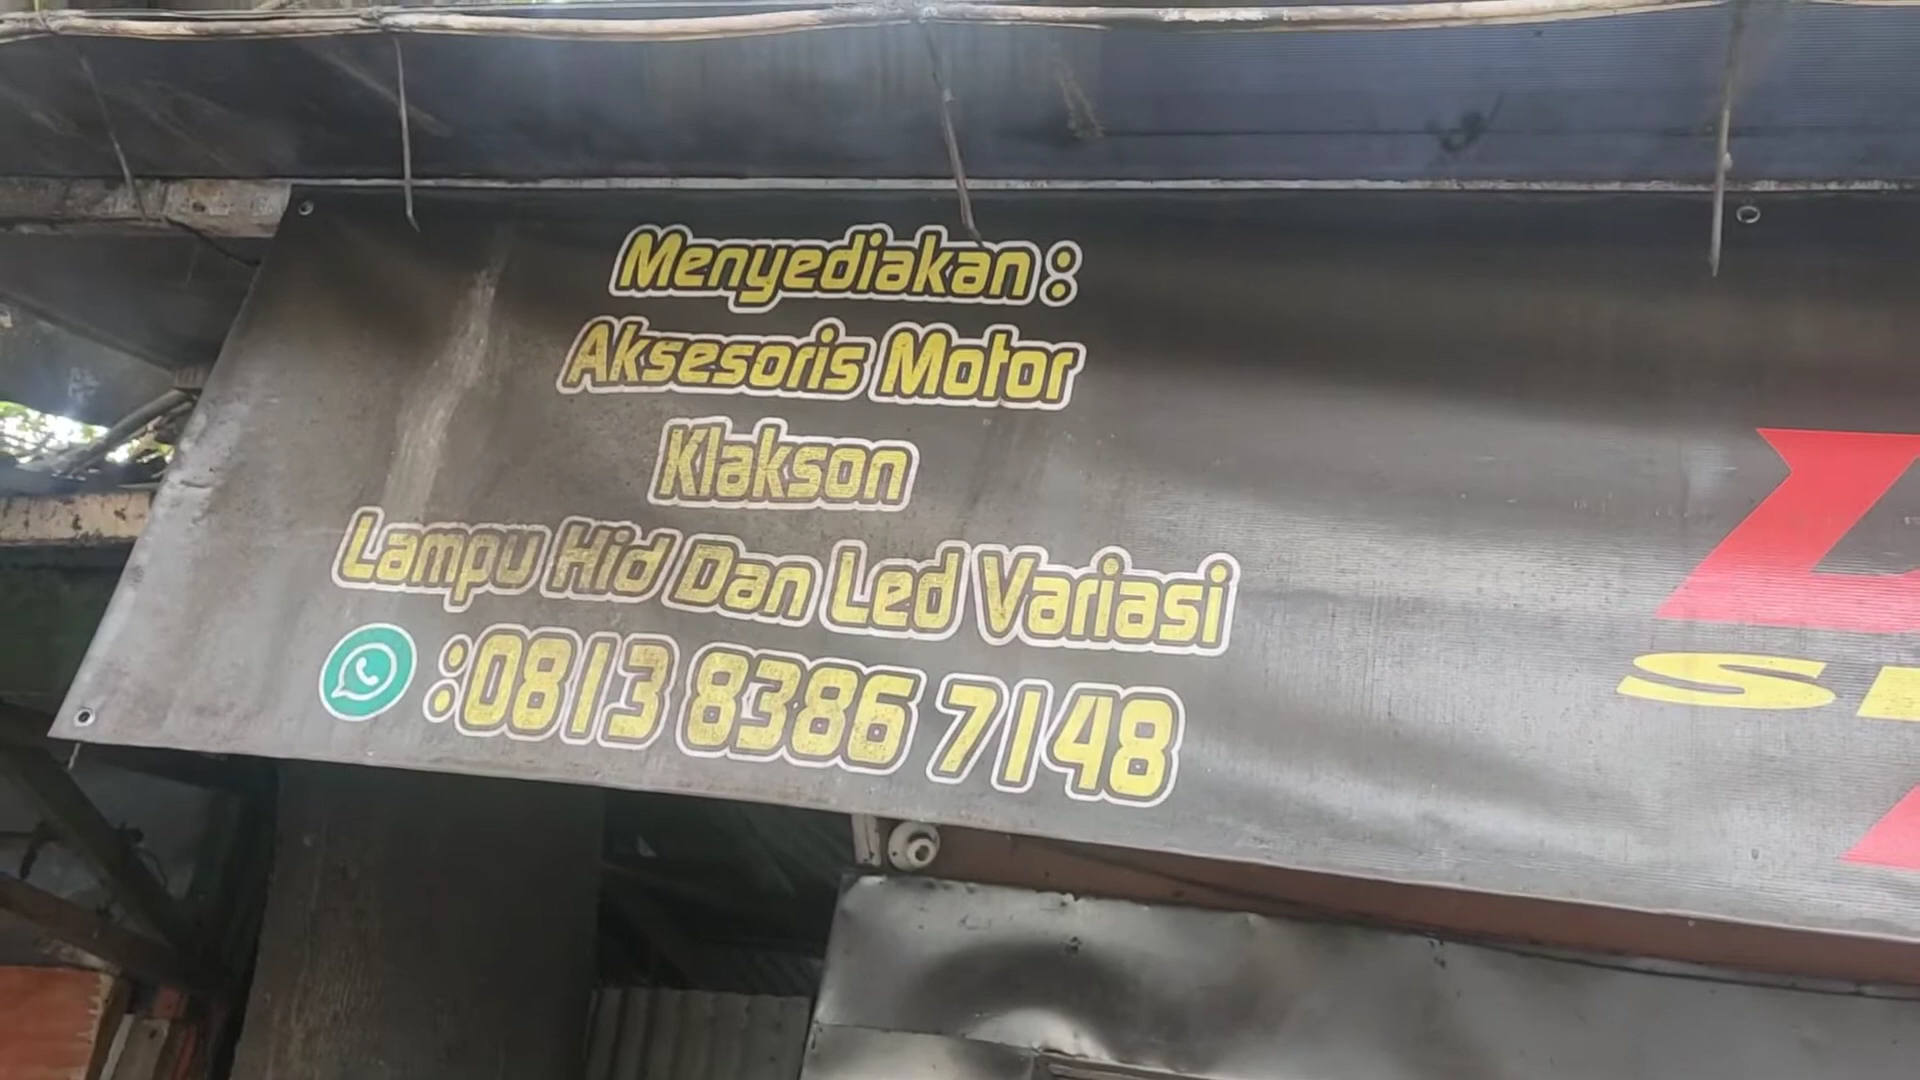 Menyediakan :
Aksesoris Motor
Klakson
Lampu Hid Dan Led Variasi
:0813 8386 7148